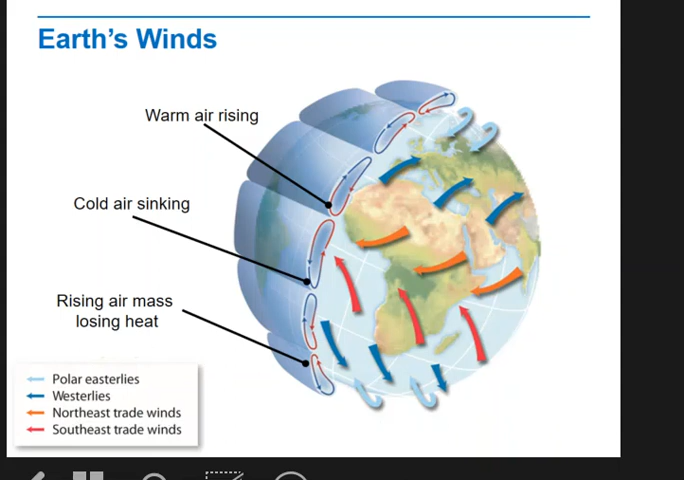 Earth's Winds
Warm air rising
Cold air sinking
Rising air mass
losing heat
Polar easterlies
Westerlies
Northeast trade winds
Southeast trade winds